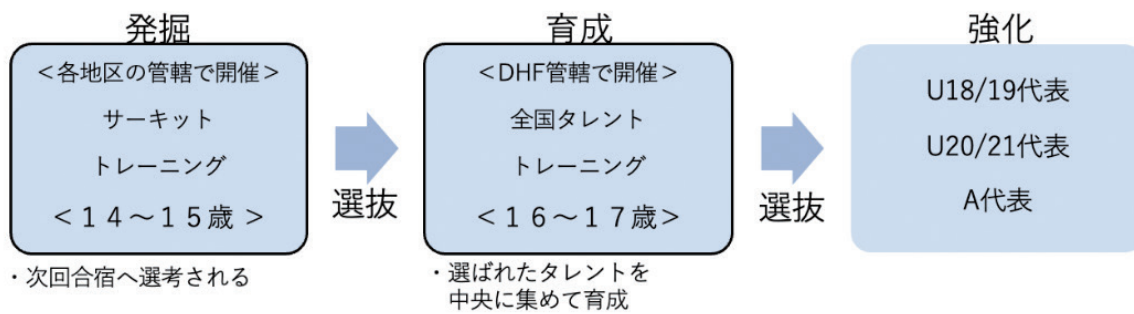 発掘
＜各地区の管轄で開催＞
サーキット
トレーニング
＜１４～１５歳＞
・次回合宿へ選考される
選抜
育成
＜DHF管轄で開催＞
全国タレント
トレーニング
＜１６～１７歳＞
・選ばれたタレントを
中央に集めて育成
選抜
強化
U18/19代表
U20/21代表
A代表